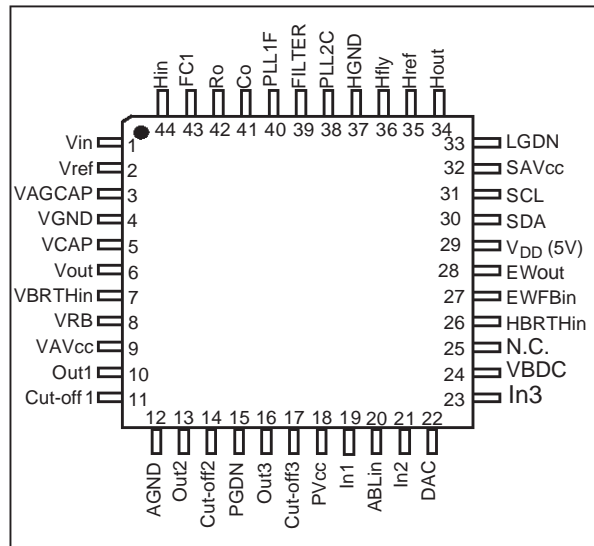 Hin FC1 Ro Co PLL1F FILTER PLL2C HGND Hfly Href Hout
44 43 42 41 40 39 38 37 36 35 34
Vin 1 33 LGDN
Vref 2 32 SAVcc
VAGCAP 3 31 SCL
VGND 4 30 SDA
VCAP 5 29 VDD (5V)
Vout 6 28 EWout
VBRTHin 7 27 EWFBin
VRB 8 26 HBRTHin
VAVcc 9 25 N.C.
Out1 10 24 VBDC
Cut-off 1 11 23 In3
12 13 14 15 16 17 18 19 20 21 22
AGND Out2 Cut-off2 PGDN Out3 Cut-off3 PVcc In1 ABLin In2 DAC